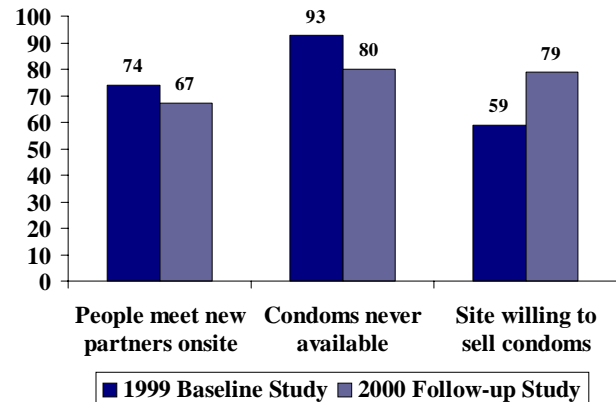 100
90
80
70
60
50
40
30
20
10
0
74
67
93
80
59
79
People meet new
partners onsite
Condoms never
available
Site willing to
sell condoms
1999 Baseline Study
2000 Follow-up Study